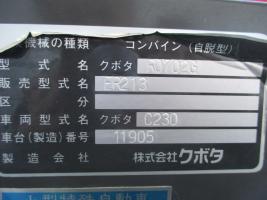 機械の種類 コンバイン(自脱型)
型式名 クボタ
販売型式名 ER213
区分
車両型式名 クボタ C230
車台(製造)番号 11905
製造会社 株式会社クボタ